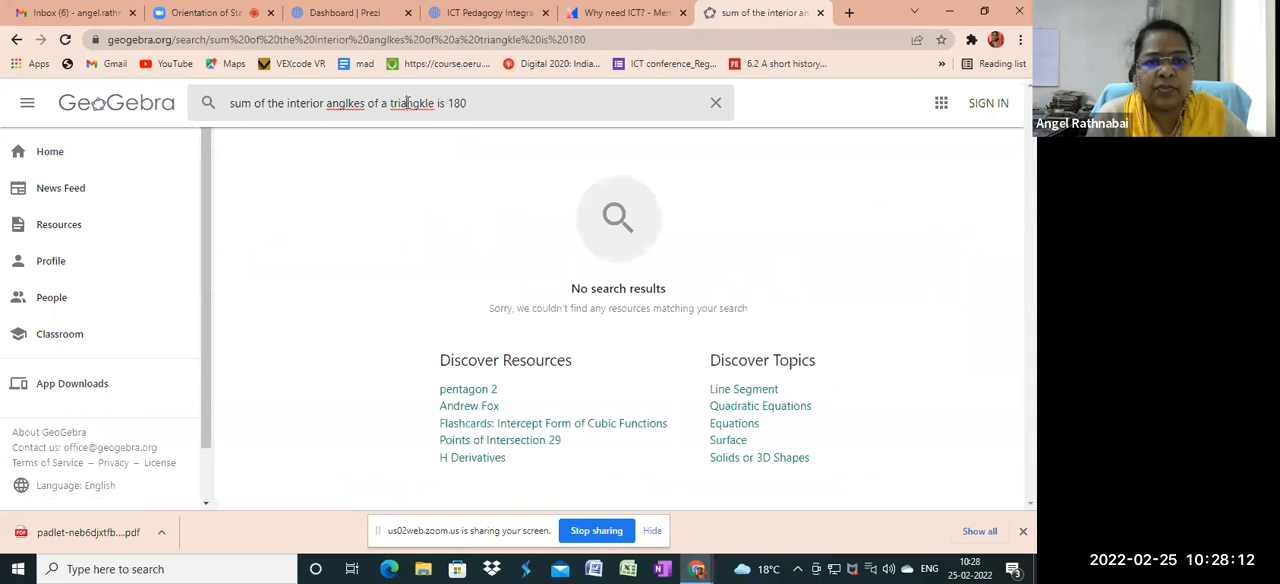 Inbox (6) - angel.rathn
Orientation of Sta
Dashboard | Prezi
ICT Pedagogy Integra
Why need ICT? - Men
sum of the interior an
geogebra.org/search/sum%20of%20the%20interior%20anglkes%20of%20a%20triangkle%20is%20180
Apps
Gmail
YouTube
Maps
VEXcode VR
mad
https://course.oeru....
Digital 2020: India...
ICT conference_Reg...
6.2 A short history...
»
Reading list
GeoGebra
sum of the interior anglkes of a triangkle is 180
SIGN IN
Angel Rathnabai
Home
News Feed
Resources
Profile
People
Classroom
App Downloads
About GeoGebra
Contact us: office@geogebra.org
Terms of Service – Privacy – License
Language: English
No search results
Sorry, we couldn't find any resources matching your search
Discover Resources
pentagon 2
Andrew Fox
Flashcards: Intercept Form of Cubic Functions
Points of Intersection 29
H Derivatives
Discover Topics
Line Segment
Quadratic Equations
Equations
Surface
Solids or 3D Shapes
padlet-neb6djxtfb....pdf
us02web.zoom.us is sharing your screen.
Stop sharing
Hide
Show all
Type here to search
18°C
ENG
10:28
25-02-2022
3
2022-02-25 10:28:12